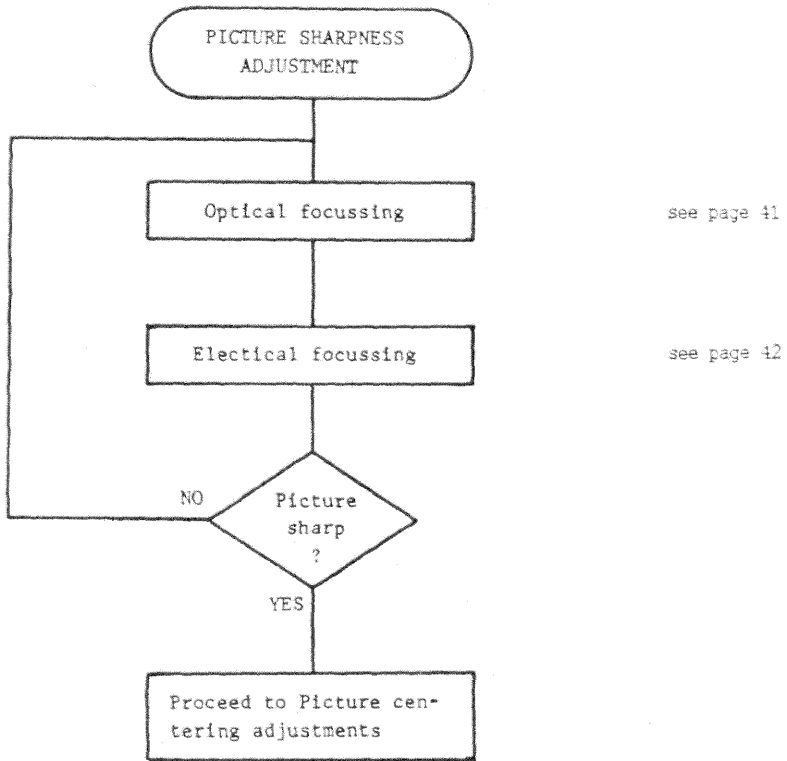 PICTURE SHARPNESS
ADJUSTMENT
Optical focussing
see page 41
Electical focussing
see page 42
NO
Picture
sharp
?
YES
Proceed to Picture cen-
tering adjustments